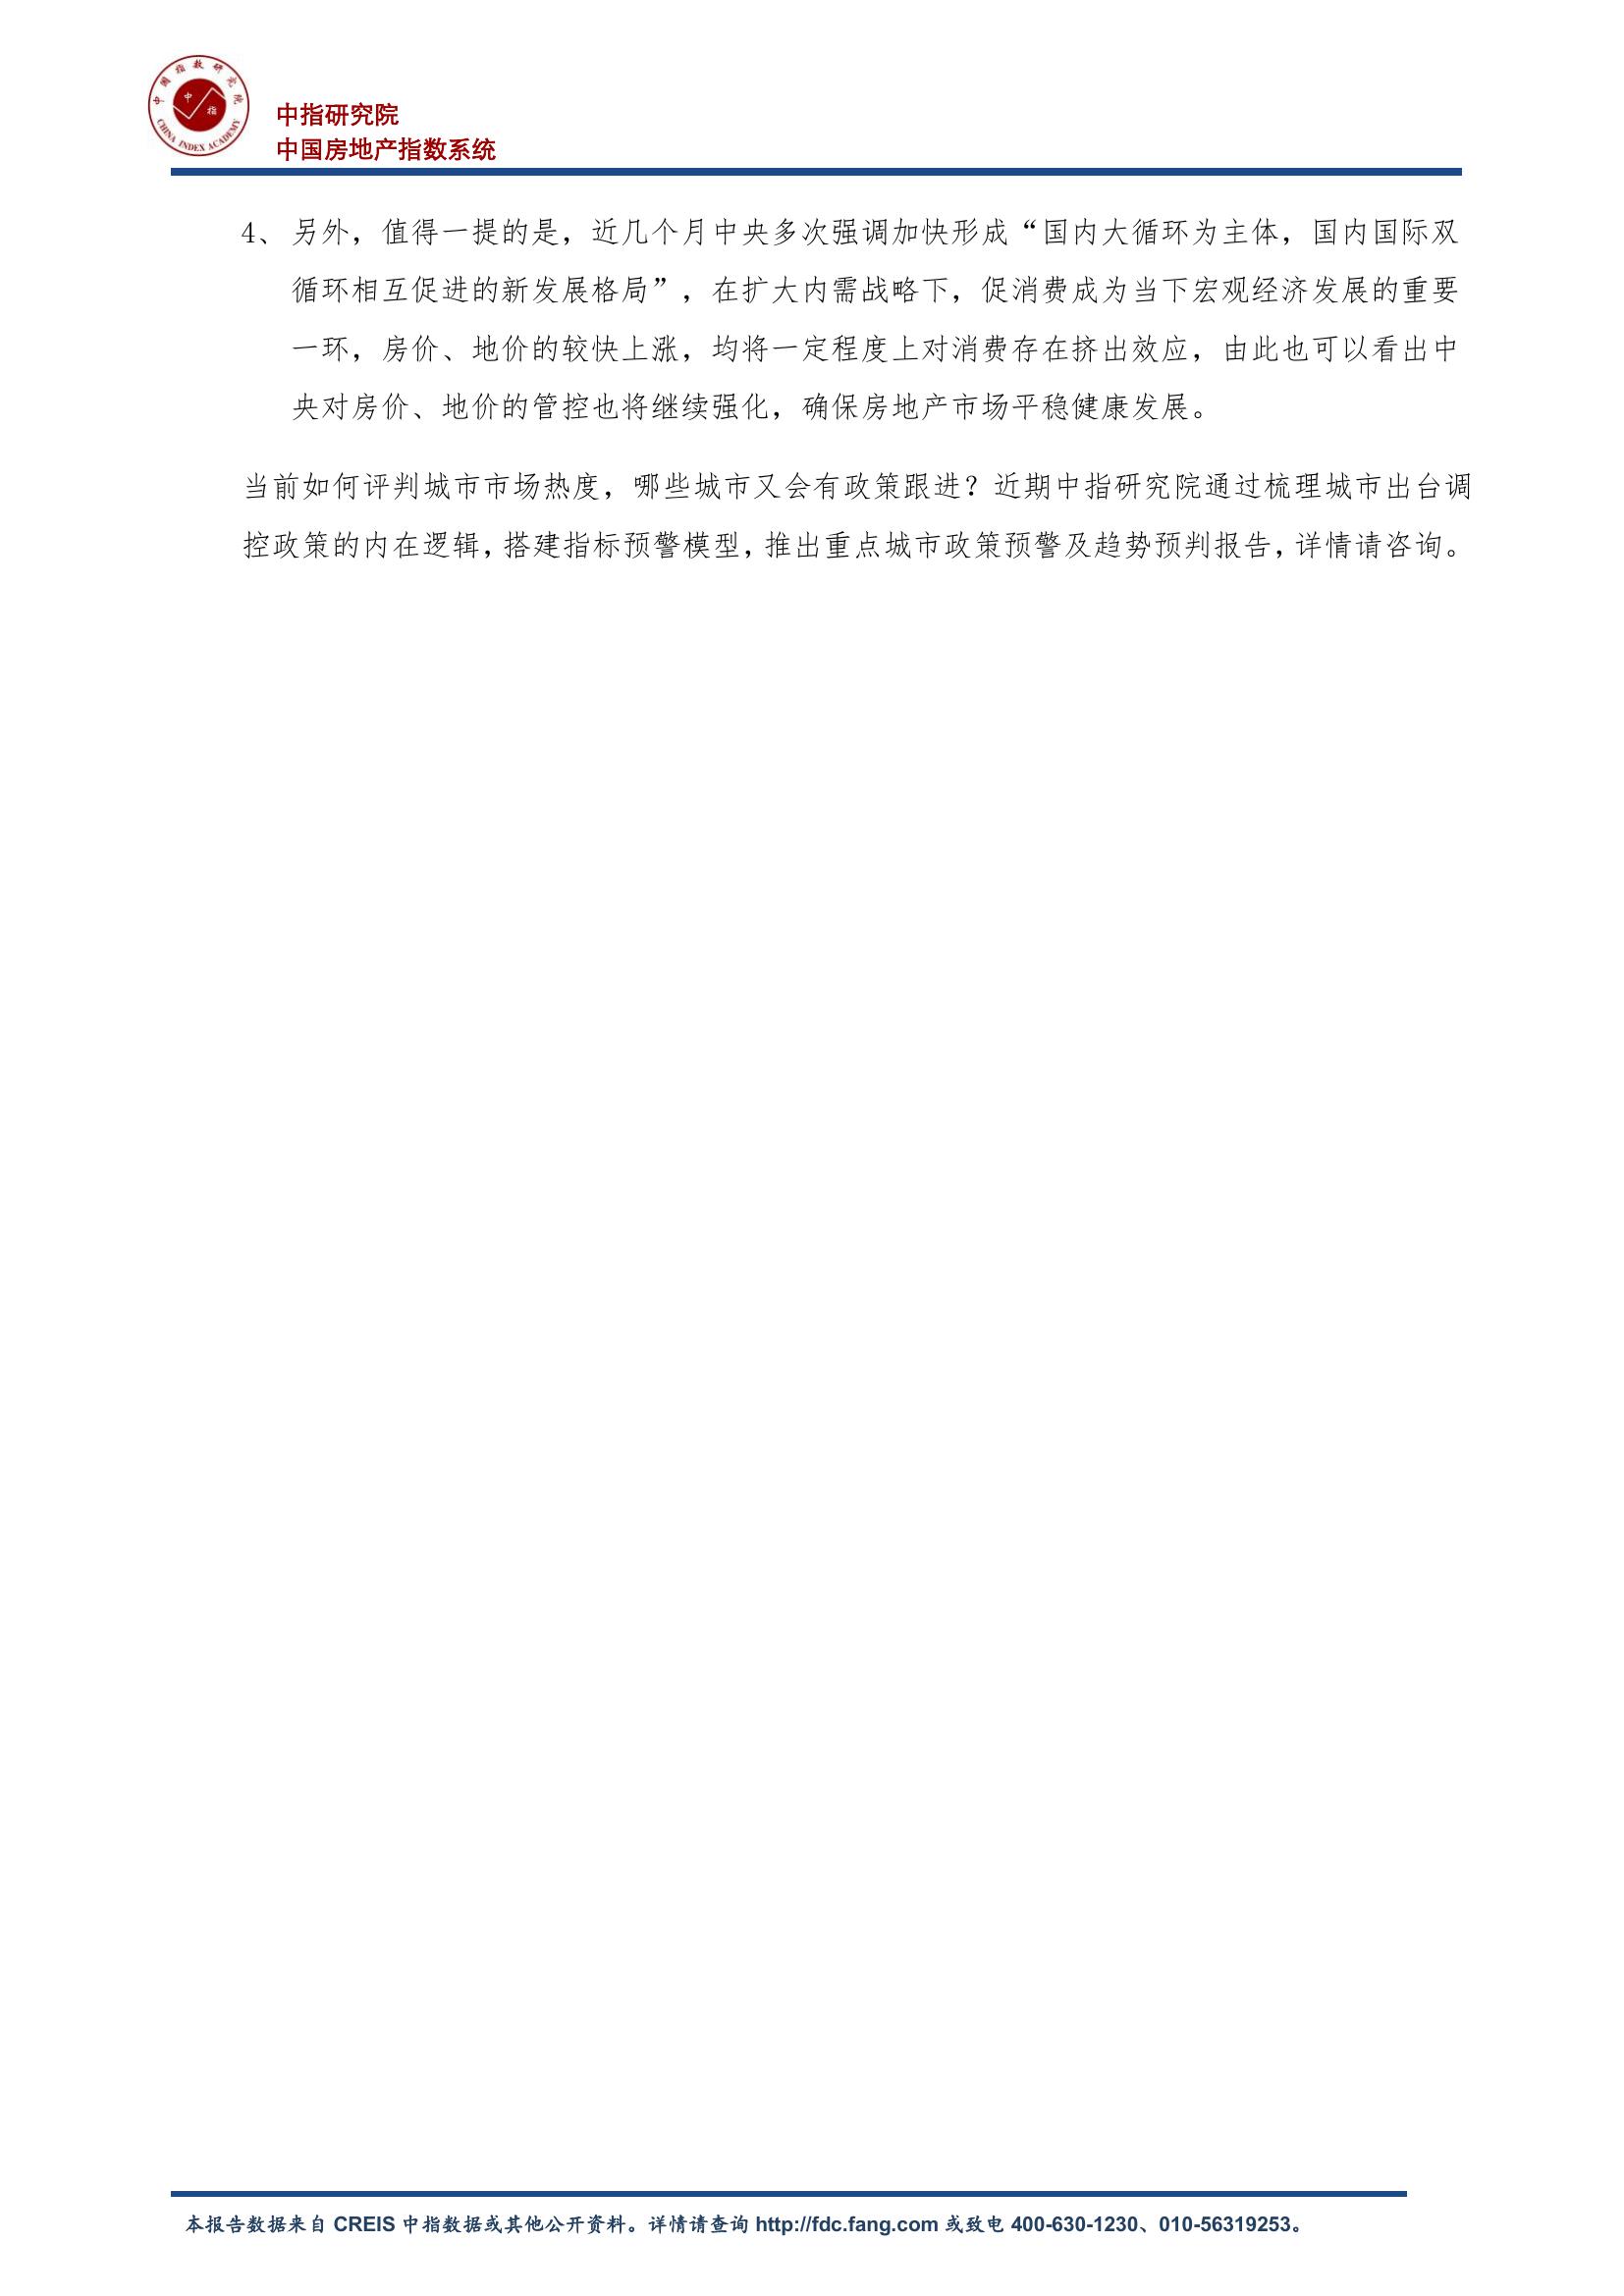 中国指数研究院
中
指
CHINA INDEX ACADEMY
中指研究院
中国房地产指数系统
4、 另外，值得一提的是，近几个月中央多次强调加快形成“国内大循环为主体，国内国际双
循环相互促进的新发展格局”，在扩大内需战略下，促消费成为当下宏观经济发展的重要
一环，房价、地价的较快上涨，均将一定程度上对消费存在挤出效应，由此也可以看出中
央对房价、地价的管控也将继续强化，确保房地产市场平稳健康发展。
当前如何评判城市市场热度，哪些城市又会有政策跟进？近期中指研究院通过梳理城市出台调
控政策的内在逻辑，搭建指标预警模型，推出重点城市政策预警及趋势预判报告，详情请咨询。
本报告数据来自 CREIS 中指数据或其他公开资料。详情请查询 http://fdc.fang.com 或致电 400-630-1230、010-56319253。